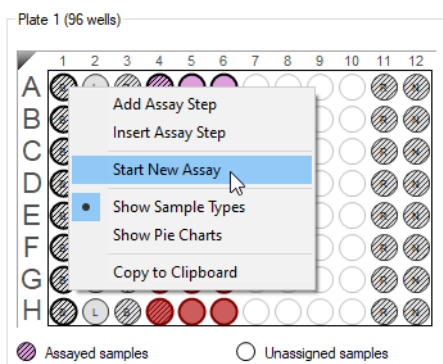 Plate 1 (96 wells)
1 2 3 4 5 6 7 8 9 10 11 12
A R N
B R N
C R N
D R N
E R N
F R N
G R N
H B L B R N
Add Assay Step
Insert Assay Step
Start New Assay
Show Sample Types
Show Pie Charts
Copy to Clipboard
Assayed samples Unassigned samples